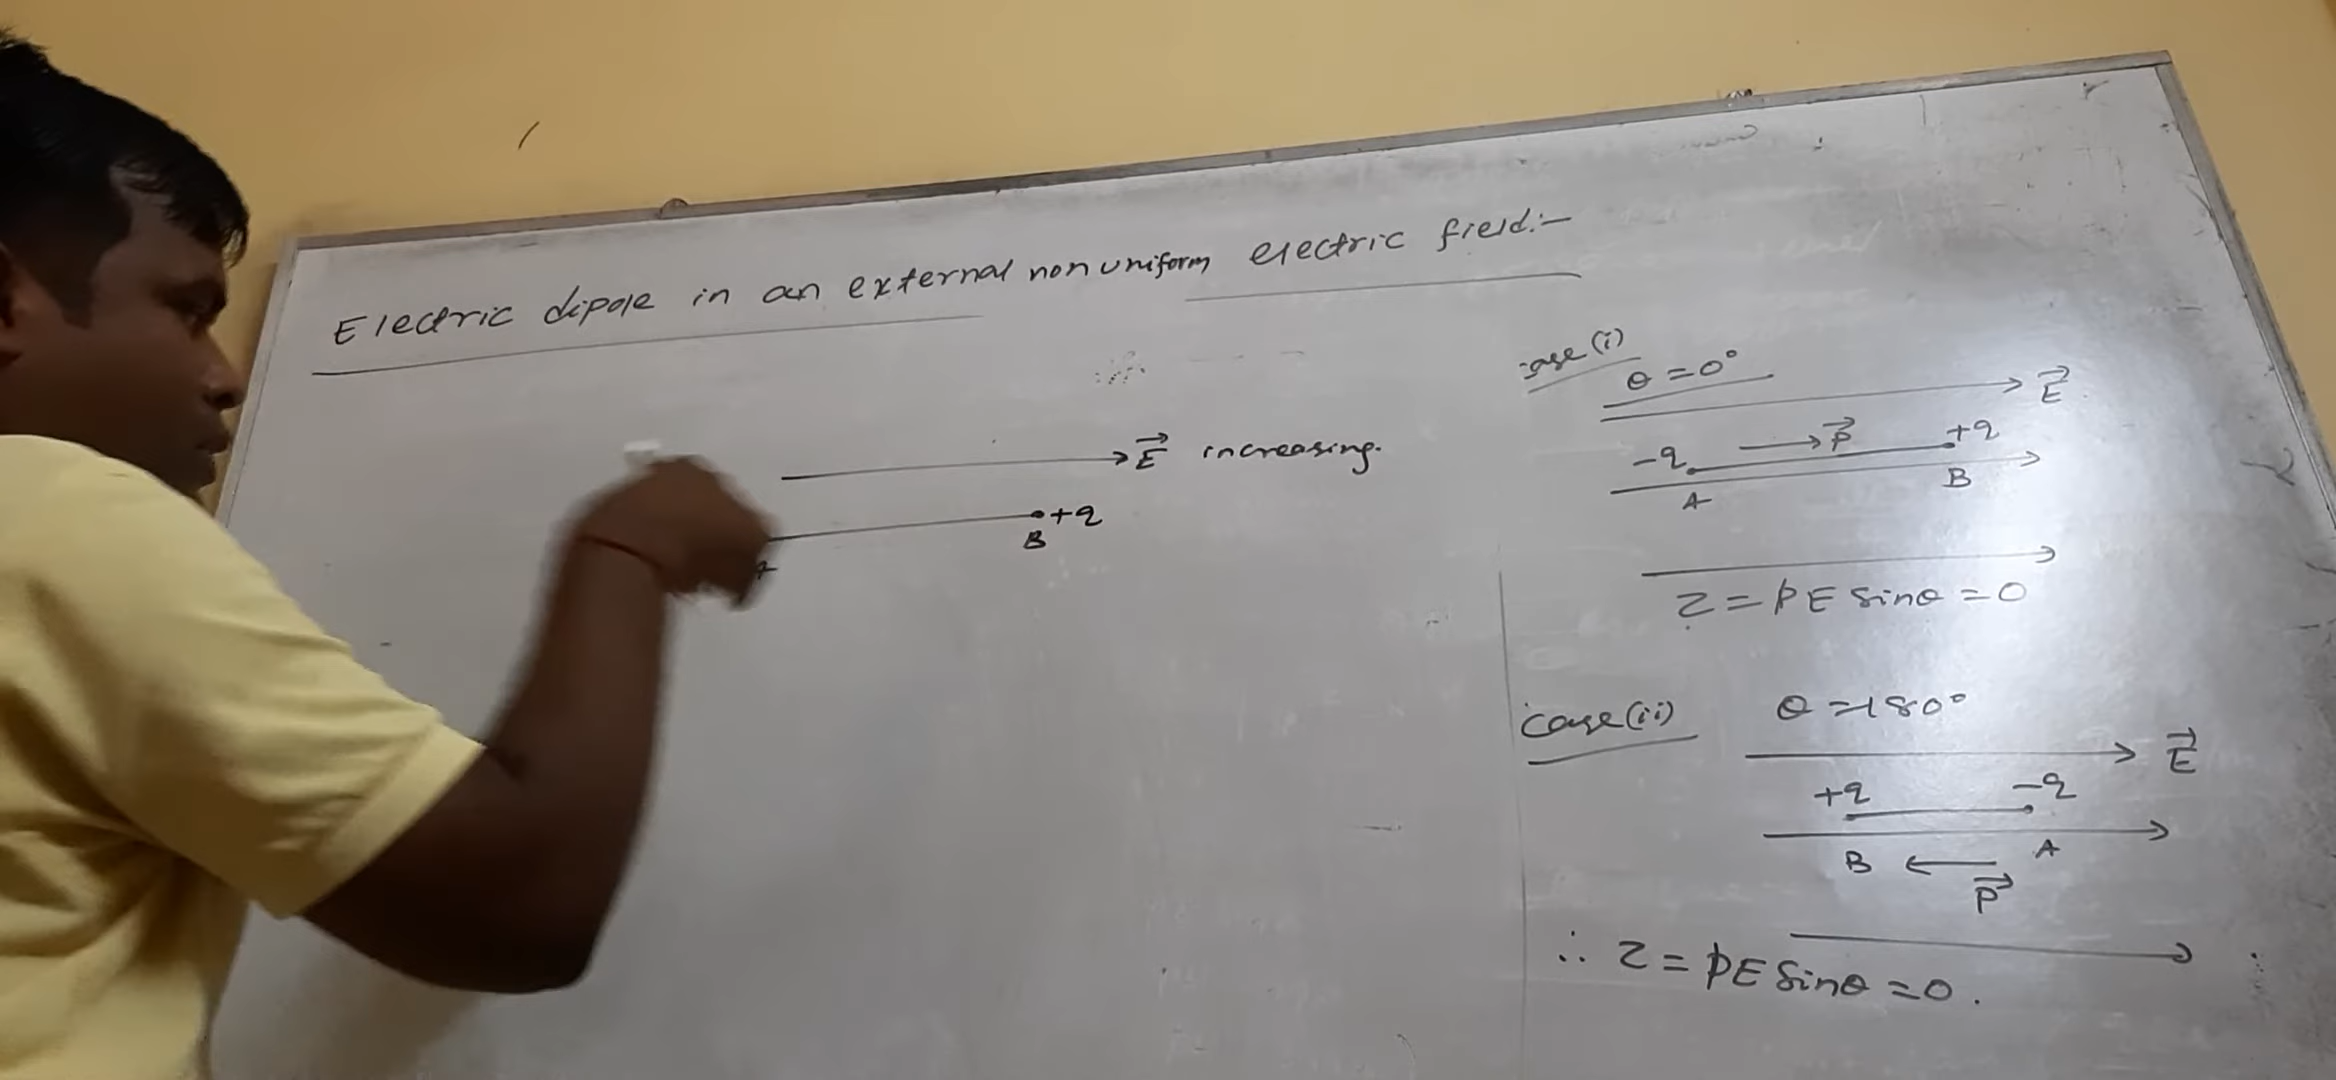 Electric dipole in an external non uniform electric field:-
→E increasing.
+q
B
A
case (i)
θ = 0°
→E
-q →P +q
A B
τ = PE sinθ = 0
case (ii) θ = 180°
→E
+q -q
B A
→P
∴ τ = PE sinθ = 0.